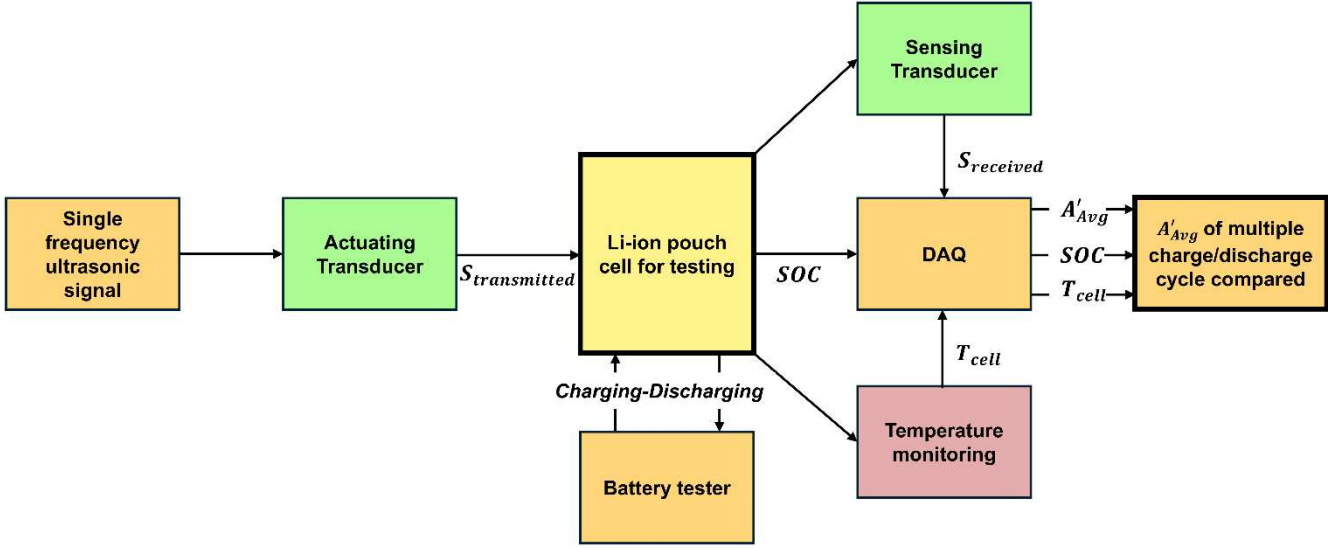 Single
frequency
ultrasonic
signal
Actuating
Transducer
S_transmitted
Li-ion pouch
cell for testing
Charging-Discharging
Battery tester
Sensing
Transducer
S_received
SOC
DAQ
T_cell
Temperature
monitoring
A'_Avg
SOC
T_cell
A'_Avg of multiple
charge/discharge
cycle compared